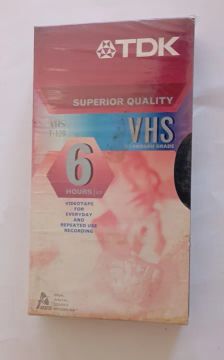 TDK
SUPERIOR QUALITY
VHS
T-120
VHS
STANDARD GRADE
6
HOURS
VIDEOTAPE FOR
EVERYDAY
AND
REPEATED USE
RECORDING